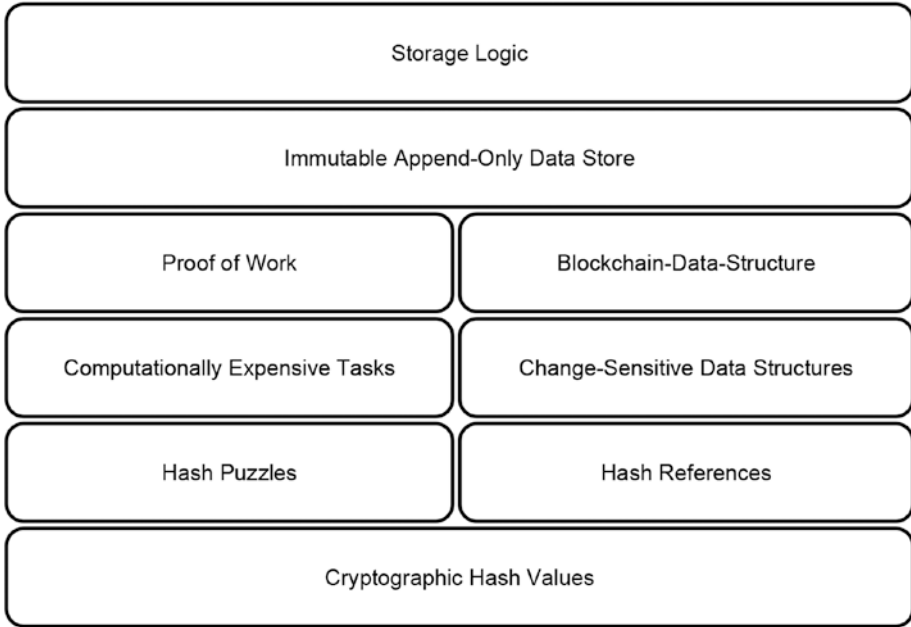 Storage Logic
Immutable Append-Only Data Store
Proof of Work
Blockchain-Data-Structure
Computationally Expensive Tasks
Change-Sensitive Data Structures
Hash Puzzles
Hash References
Cryptographic Hash Values